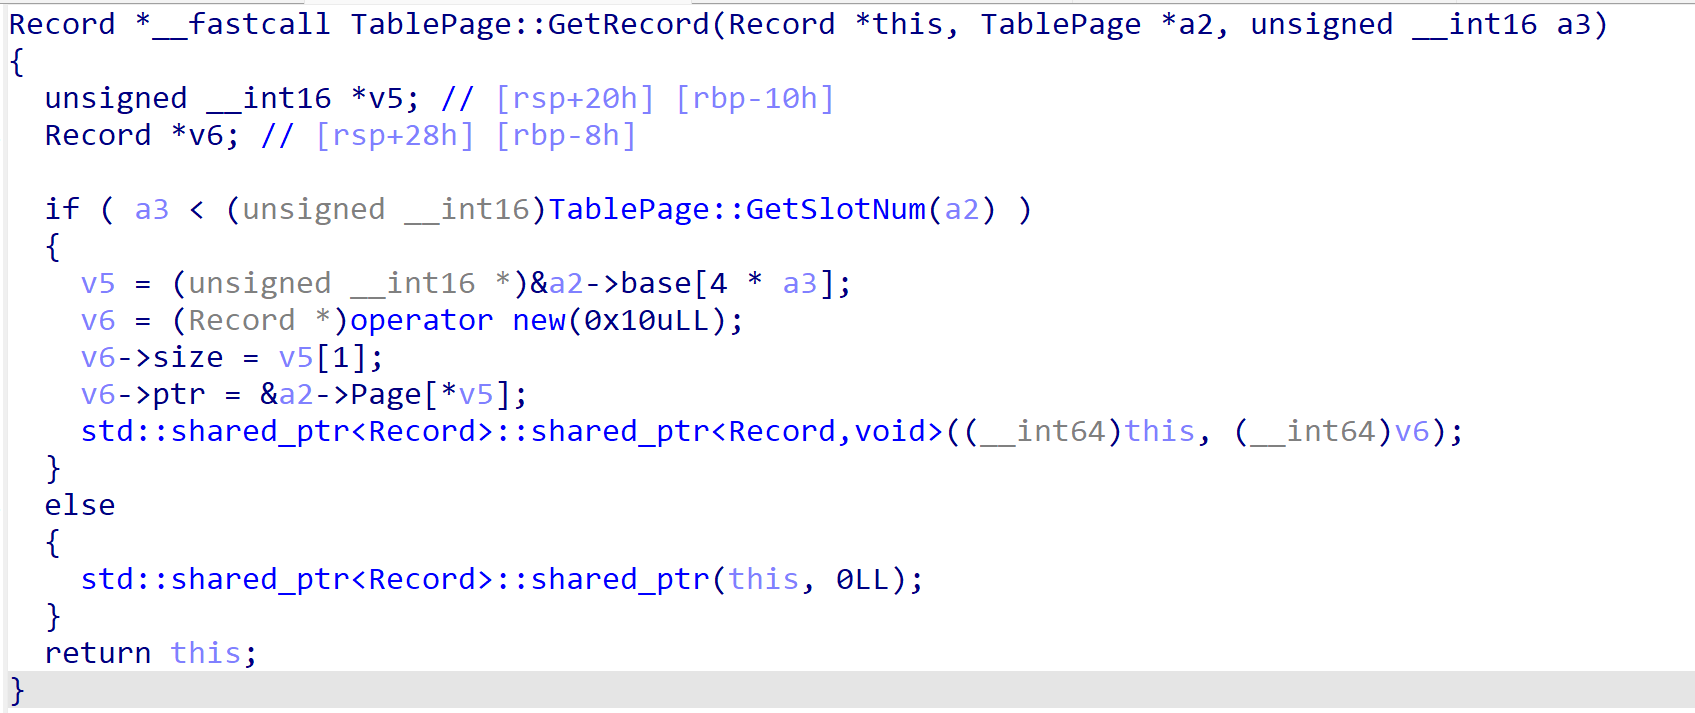 Record *__fastcall TablePage::GetRecord(Record *this, TablePage *a2, unsigned __int16 a3)
{
  unsigned __int16 *v5; // [rsp+20h] [rbp-10h]
  Record *v6; // [rsp+28h] [rbp-8h]

  if ( a3 < (unsigned __int16)TablePage::GetSlotNum(a2) )
  {
    v5 = (unsigned __int16 *)&a2->base[4 * a3];
    v6 = (Record *)operator new(0x10uLL);
    v6->size = v5[1];
    v6->ptr = &a2->Page[*v5];
    std::shared_ptr<Record>::shared_ptr<Record,void>((__int64)this, (__int64)v6);
  }
  else
  {
    std::shared_ptr<Record>::shared_ptr(this, 0LL);
  }
  return this;
}